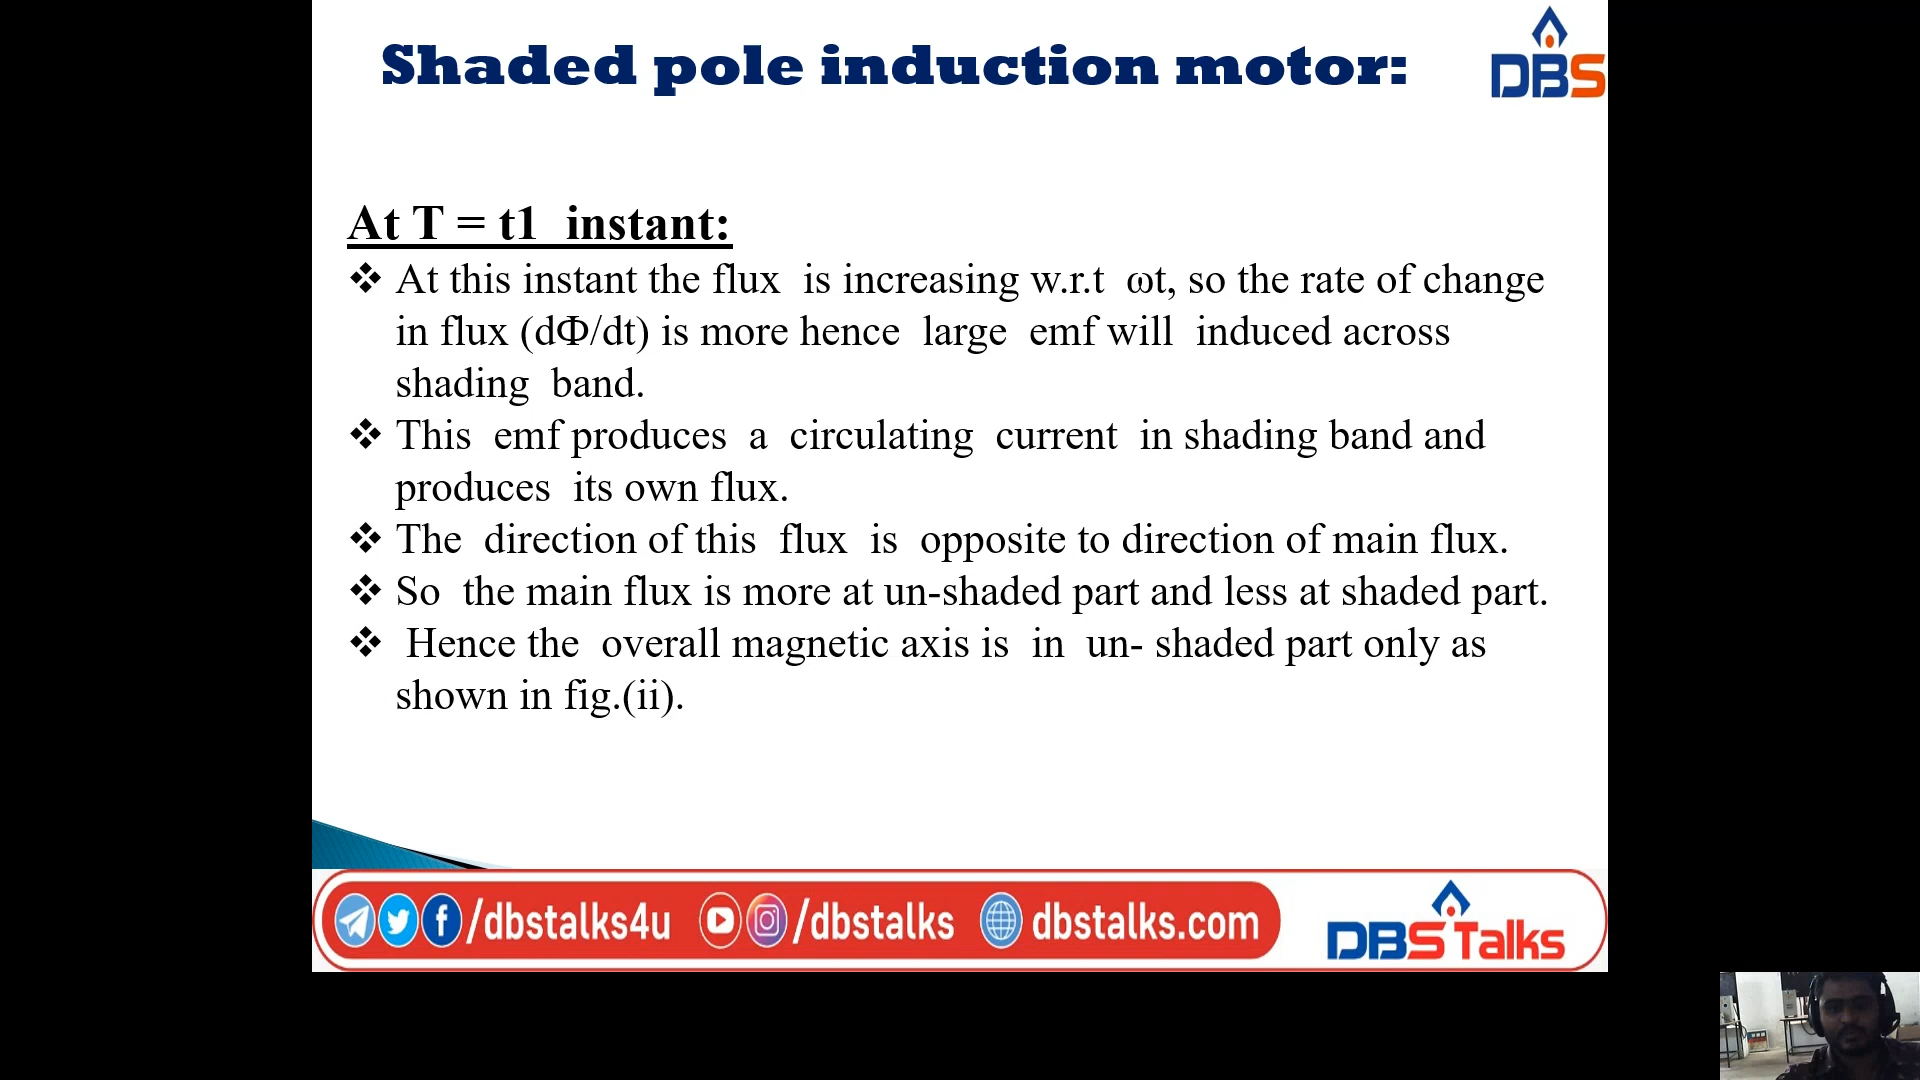 Shaded pole induction motor:
DBS
At T = t1 instant:
❖ At this instant the flux is increasing w.r.t ωt, so the rate of change
in flux (dΦ/dt) is more hence large emf will induced across
shading band.
❖ This emf produces a circulating current in shading band and
produces its own flux.
❖ The direction of this flux is opposite to direction of main flux.
❖ So the main flux is more at un-shaded part and less at shaded part.
❖ Hence the overall magnetic axis is in un- shaded part only as
shown in fig.(ii).
/dbstalks4u /dbstalks dbstalks.com
DBS Talks